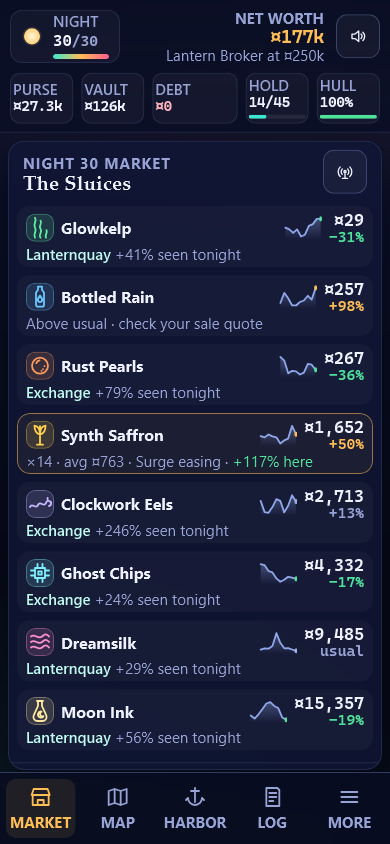 NIGHT
30/30
NET WORTH
¤177k
Lantern Broker at ¤250k
PURSE
¤27.3k
VAULT
¤126k
DEBT
¤0
HOLD
14/45
HULL
100%
NIGHT 30 MARKET
The Sluices
Glowkelp
¤29
−31%
Lanternquay +41% seen tonight
Bottled Rain
¤257
+98%
Above usual · check your sale quote
Rust Pearls
¤267
−36%
Exchange +79% seen tonight
Synth Saffron
¤1,652
+50%
×14 · avg ¤763 · Surge easing · +117% here
Clockwork Eels
¤2,713
+13%
Exchange +246% seen tonight
Ghost Chips
¤4,332
−17%
Exchange +24% seen tonight
Dreamsilk
¤9,485
usual
Lanternquay +29% seen tonight
Moon Ink
¤15,357
−19%
Lanternquay +56% seen tonight
MARKET
MAP
HARBOR
LOG
MORE